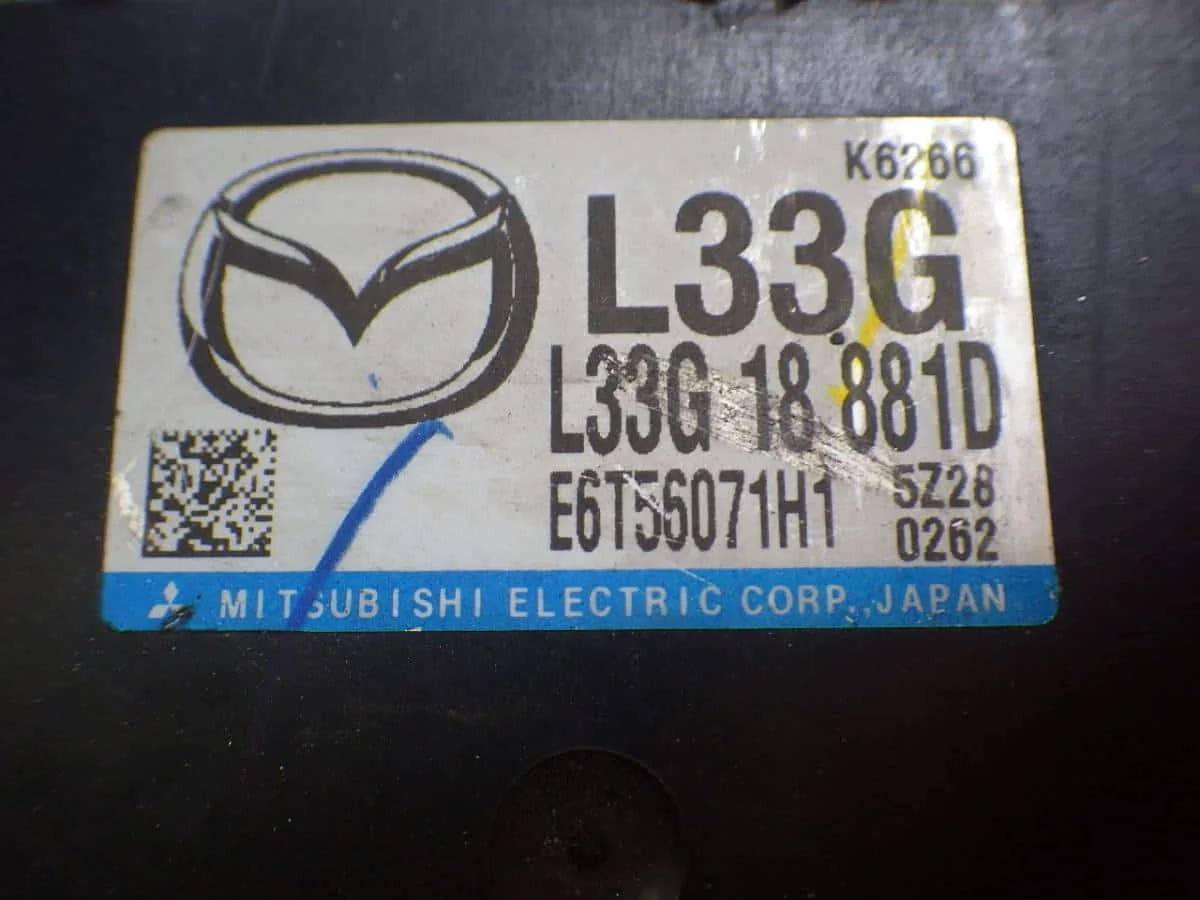 K6266
L33G
L33G 18 881D
E6T56071H1 5Z28
0262
MITSUBISHI ELECTRIC CORP., JAPAN